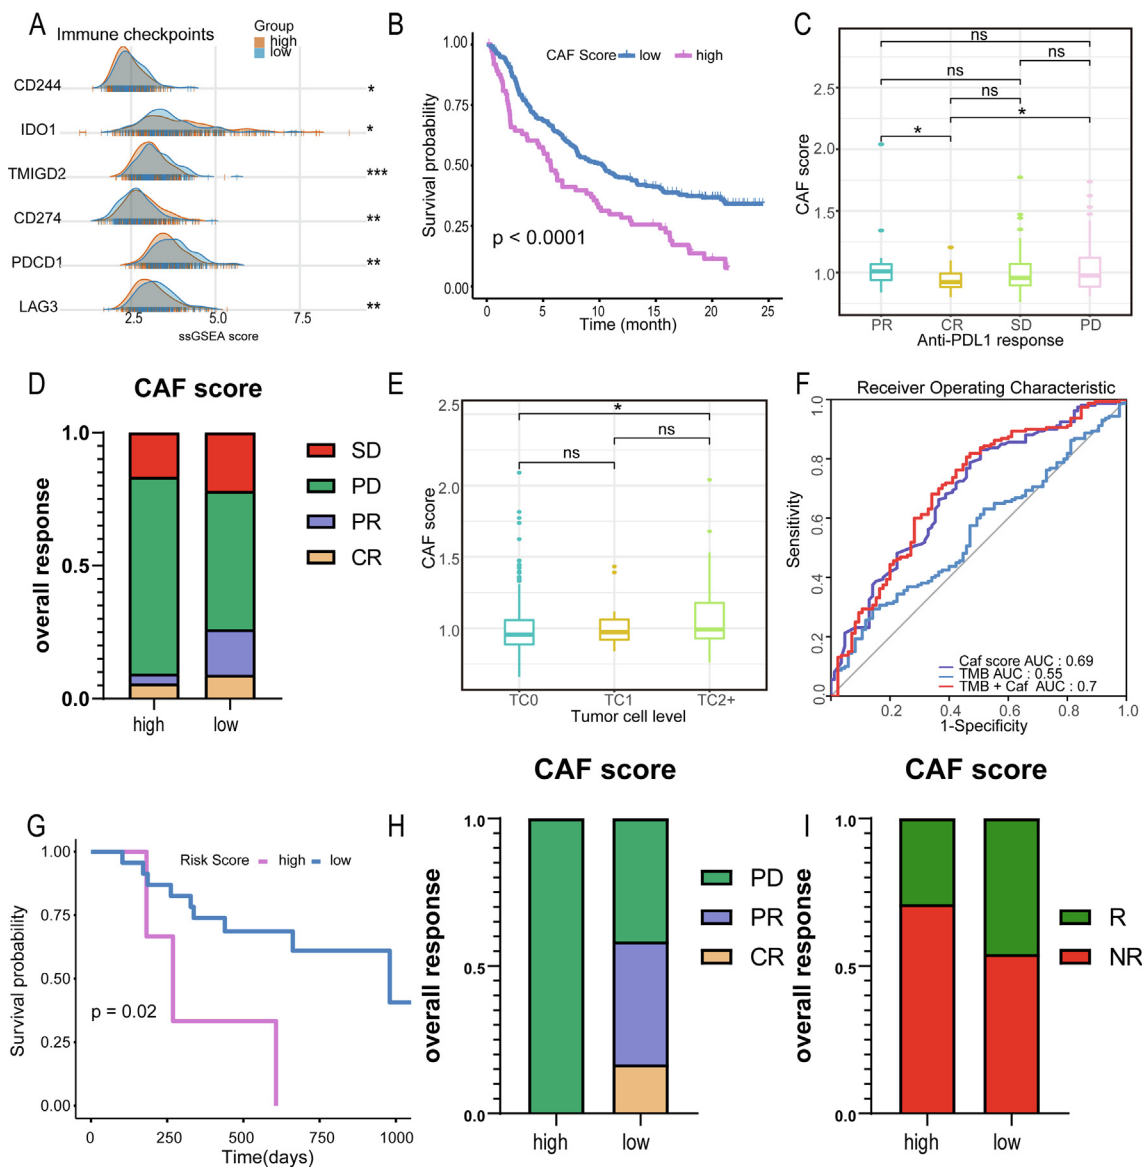 A
Immune checkpoints
Group
high
low
CD244
*
IDO1
*
TMIGD2
***
CD274
**
PDCD1
**
LAG3
**
2.5 5.0 7.5
ssGSEA score
B
CAF Score low high
1.00
0.75
0.50
0.25
0.00
Survival probability
p < 0.0001
0 5 10 15 20 25
Time (month)
C
ns
ns
ns
ns
*
*
2.5
2.0
1.5
1.0
CAF score
PR CR SD PD
Anti-PDL1 response
D
CAF score
1.0
0.5
0.0
overall response
SD
PD
PR
CR
high low
E
2.5
2.0
1.5
1.0
CAF score
*
ns
ns
TC0 TC1 TC2+
Tumor cell level
F
Receiver Operating Characteristic
1.0
0.8
0.6
0.4
0.2
0.0
Sensitivity
Caf score AUC : 0.69
TMB AUC : 0.55
TMB + Caf AUC : 0.7
0.2 0.4 0.6 0.8 1.0
1-Specificity
G
Risk Score high low
1.00
0.75
0.50
0.25
0.00
Survival probability
p = 0.02
0 250 500 750 1000
Time(days)
H
CAF score
1.0
0.5
0.0
overall response
PD
PR
CR
high low
I
CAF score
1.0
0.5
0.0
overall response
R
NR
high low